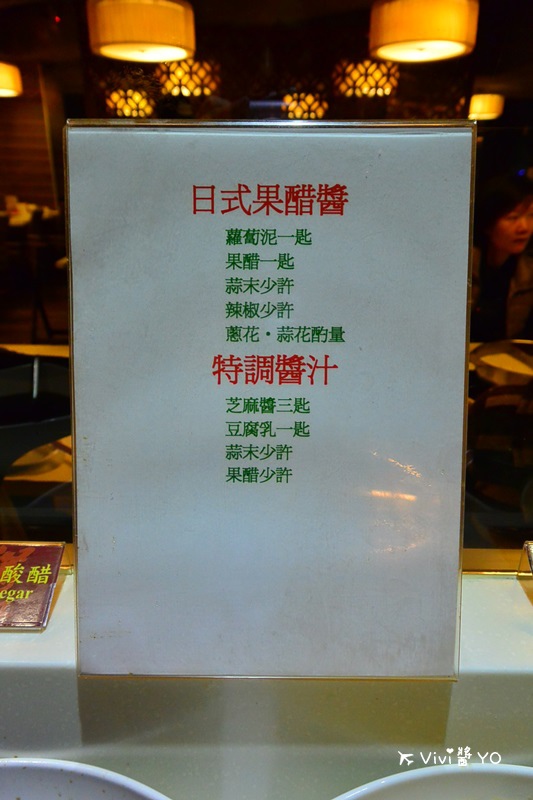 日式果醋醬
蘿蔔泥一匙
果醋一匙
蒜末少許
辣椒少許
蔥花·蒜花酌量
特調醬汁
芝麻醬三匙
豆腐乳一匙
蒜末少許
果醋少許
酸醋
egar
Vivi醬 YO